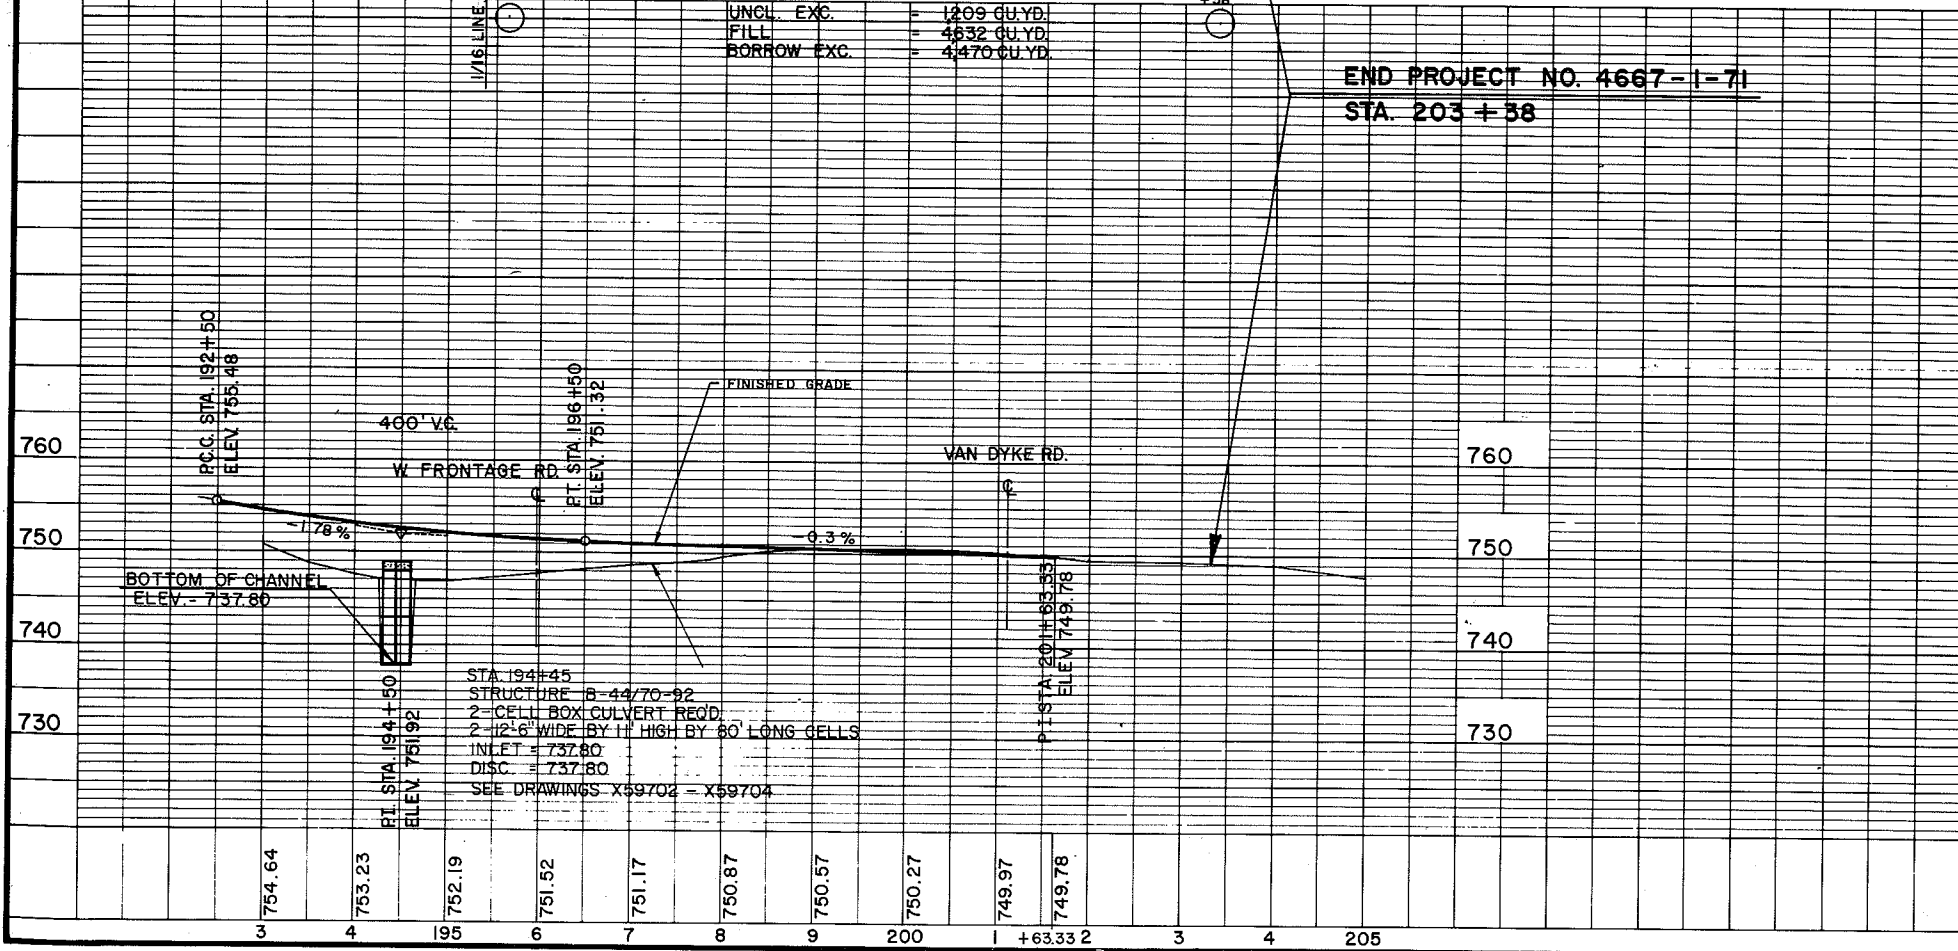 1/16 LINE
+38
UNCL. EXC. = 1209 CU.YD.
FILL = 4632 CU.YD.
BORROW EXC. = 4,470 CU.YD.
END PROJECT NO. 4667-1-71
STA. 203+38
P.C.C. STA. 192+50
ELEV. 755.48
400' V.C.
W. FRONTAGE RD.
P.T. STA. 196+50
ELEV. 751.32
FINISHED GRADE
VAN DYKE RD.
760
760
-1.78%
-0.3%
750
750
BOTTOM OF CHANNEL
ELEV.- 737.80
740
740
P.I. STA. 194+50
ELEV. 751.92
STA. 194+45
STRUCTURE B-44/70-92
2-CELL BOX CULVERT REQ'D.
2-12'-6" WIDE BY 11' HIGH BY 80' LONG CELLS
INLET = 737.80
DISC. = 737.80
SEE DRAWINGS X59702 - X59704
P.I. STA. 201+63.33
ELEV. 749.78
730
730
754.64
753.23
752.19
751.52
751.17
750.87
750.57
750.27
749.97
749.78
3 4 195 6 7 8 9 200 1 +63.33 2 3 4 205